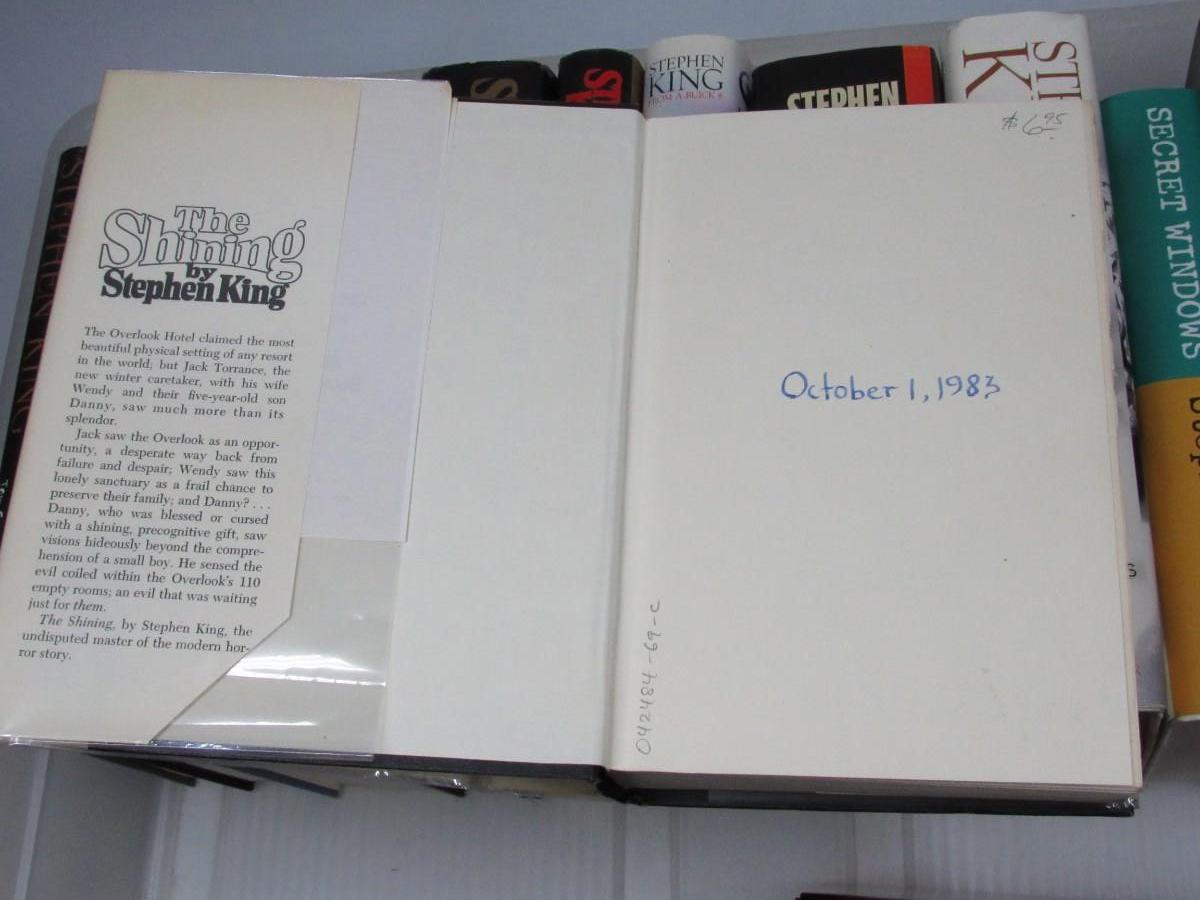 STEPHEN
KING
FROM A BUICK 8
STEPHEN
SECRET WINDOWS
STEPHEN KING
The
Shining
by
Stephen King
The Overlook Hotel claimed the most
beautiful physical setting of any resort
in the world; but Jack Torrance, the
new winter caretaker, with his wife
Wendy and their five-year-old son
Danny, saw much more than its
splendor.
Jack saw the Overlook as an oppor-
tunity, a desperate way back from
failure and despair; Wendy saw this
lonely sanctuary as a frail chance to
preserve their family; and Danny? . . .
Danny, who was blessed or cursed
with a shining, precognitive gift, saw
visions hideously beyond the compre-
hension of a small boy. He sensed the
evil coiled within the Overlook's 110
empty rooms; an evil that was waiting
just for them.
The Shining, by Stephen King, the
undisputed master of the modern hor-
ror story.
$6.95
October 1, 1983
042484-69-c